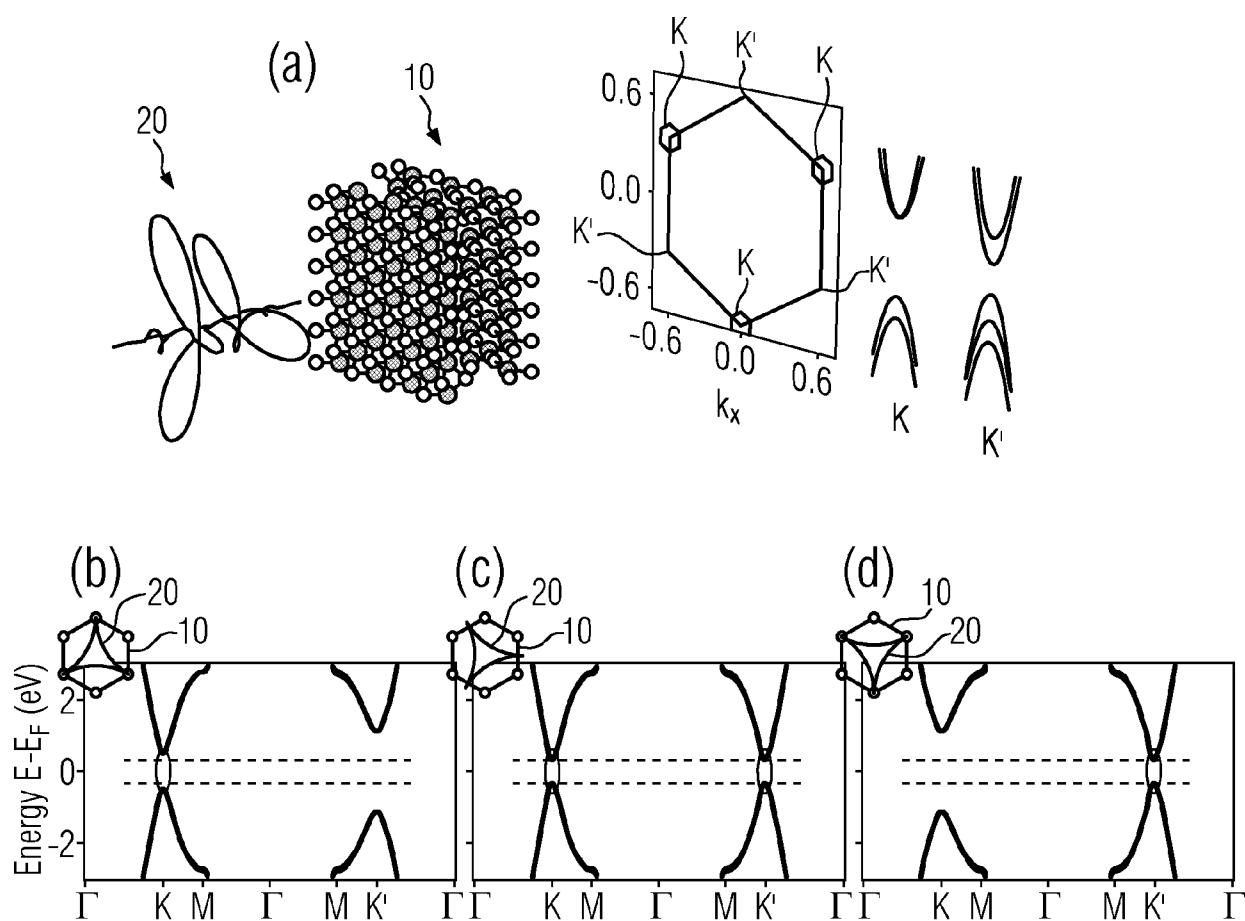 (a)
20
10
K
K'
K
0.6
0.0
-0.6
K'
K
K'
-0.6
0.0
0.6
kx
K
K'
(b)
20
10
(c)
20
10
(d)
10
20
Energy E-EF (eV)
2
0
-2
Γ K M Γ M K' Γ
Γ K M Γ M K' Γ
Γ K M Γ M K' Γ